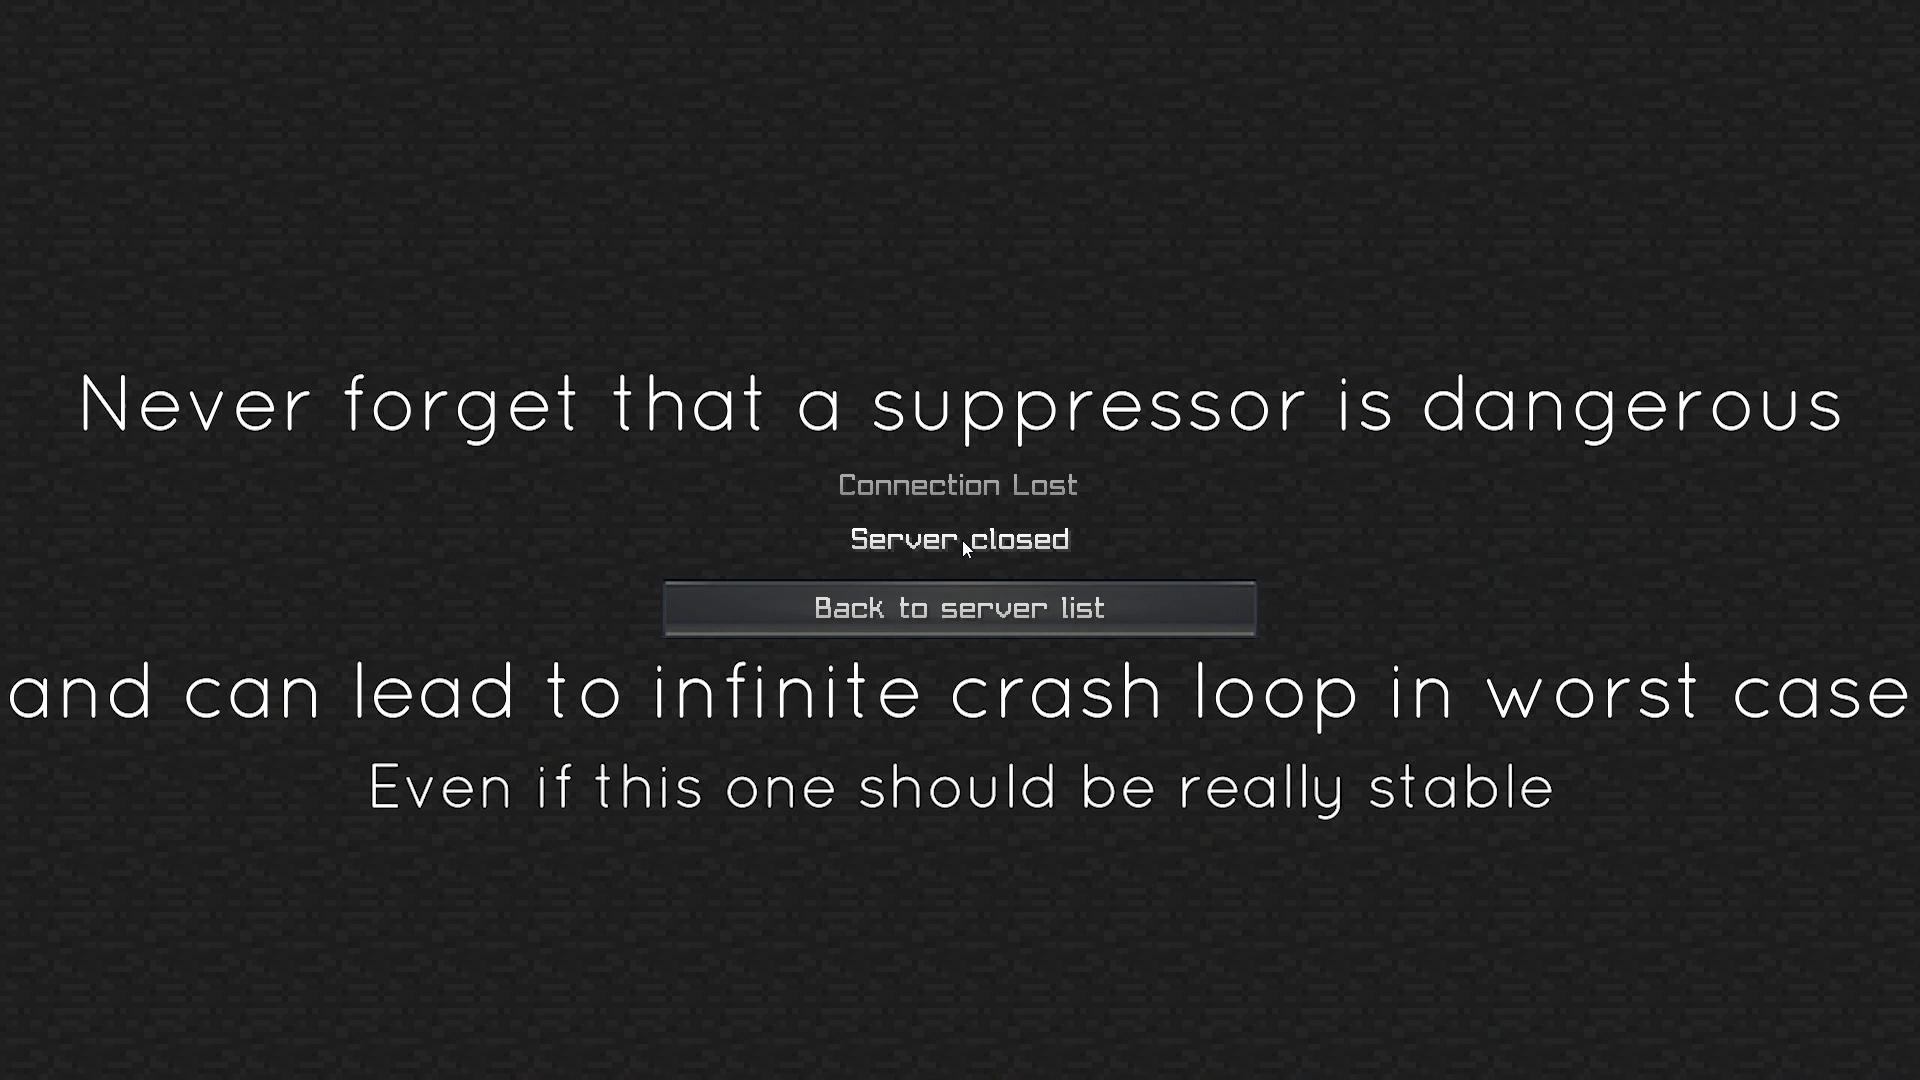 Never forget that a suppressor is dangerous
Connection Lost
Server closed
Back to server list
and can lead to infinite crash loop in worst case
Even if this one should be really stable